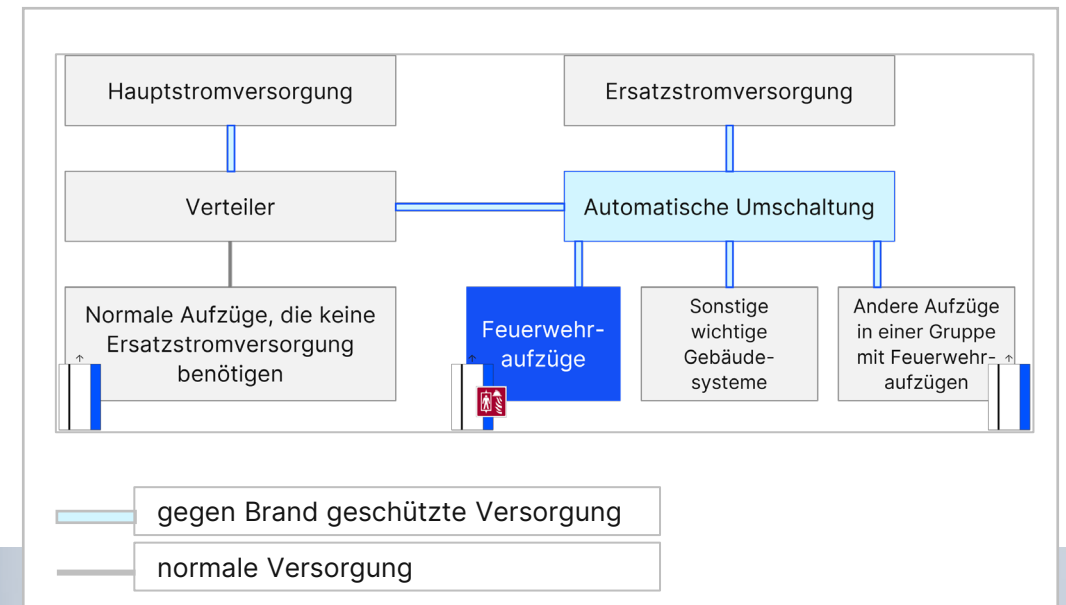 Hauptstromversorgung
Ersatzstromversorgung
Verteiler
Automatische Umschaltung
Normale Aufzüge, die keine
Ersatzstromversorgung
benötigen
Feuerwehr-
aufzüge
Sonstige
wichtige
Gebäude-
systeme
Andere Aufzüge
in einer Gruppe
mit Feuerwehr-
aufzügen
gegen Brand geschützte Versorgung
normale Versorgung